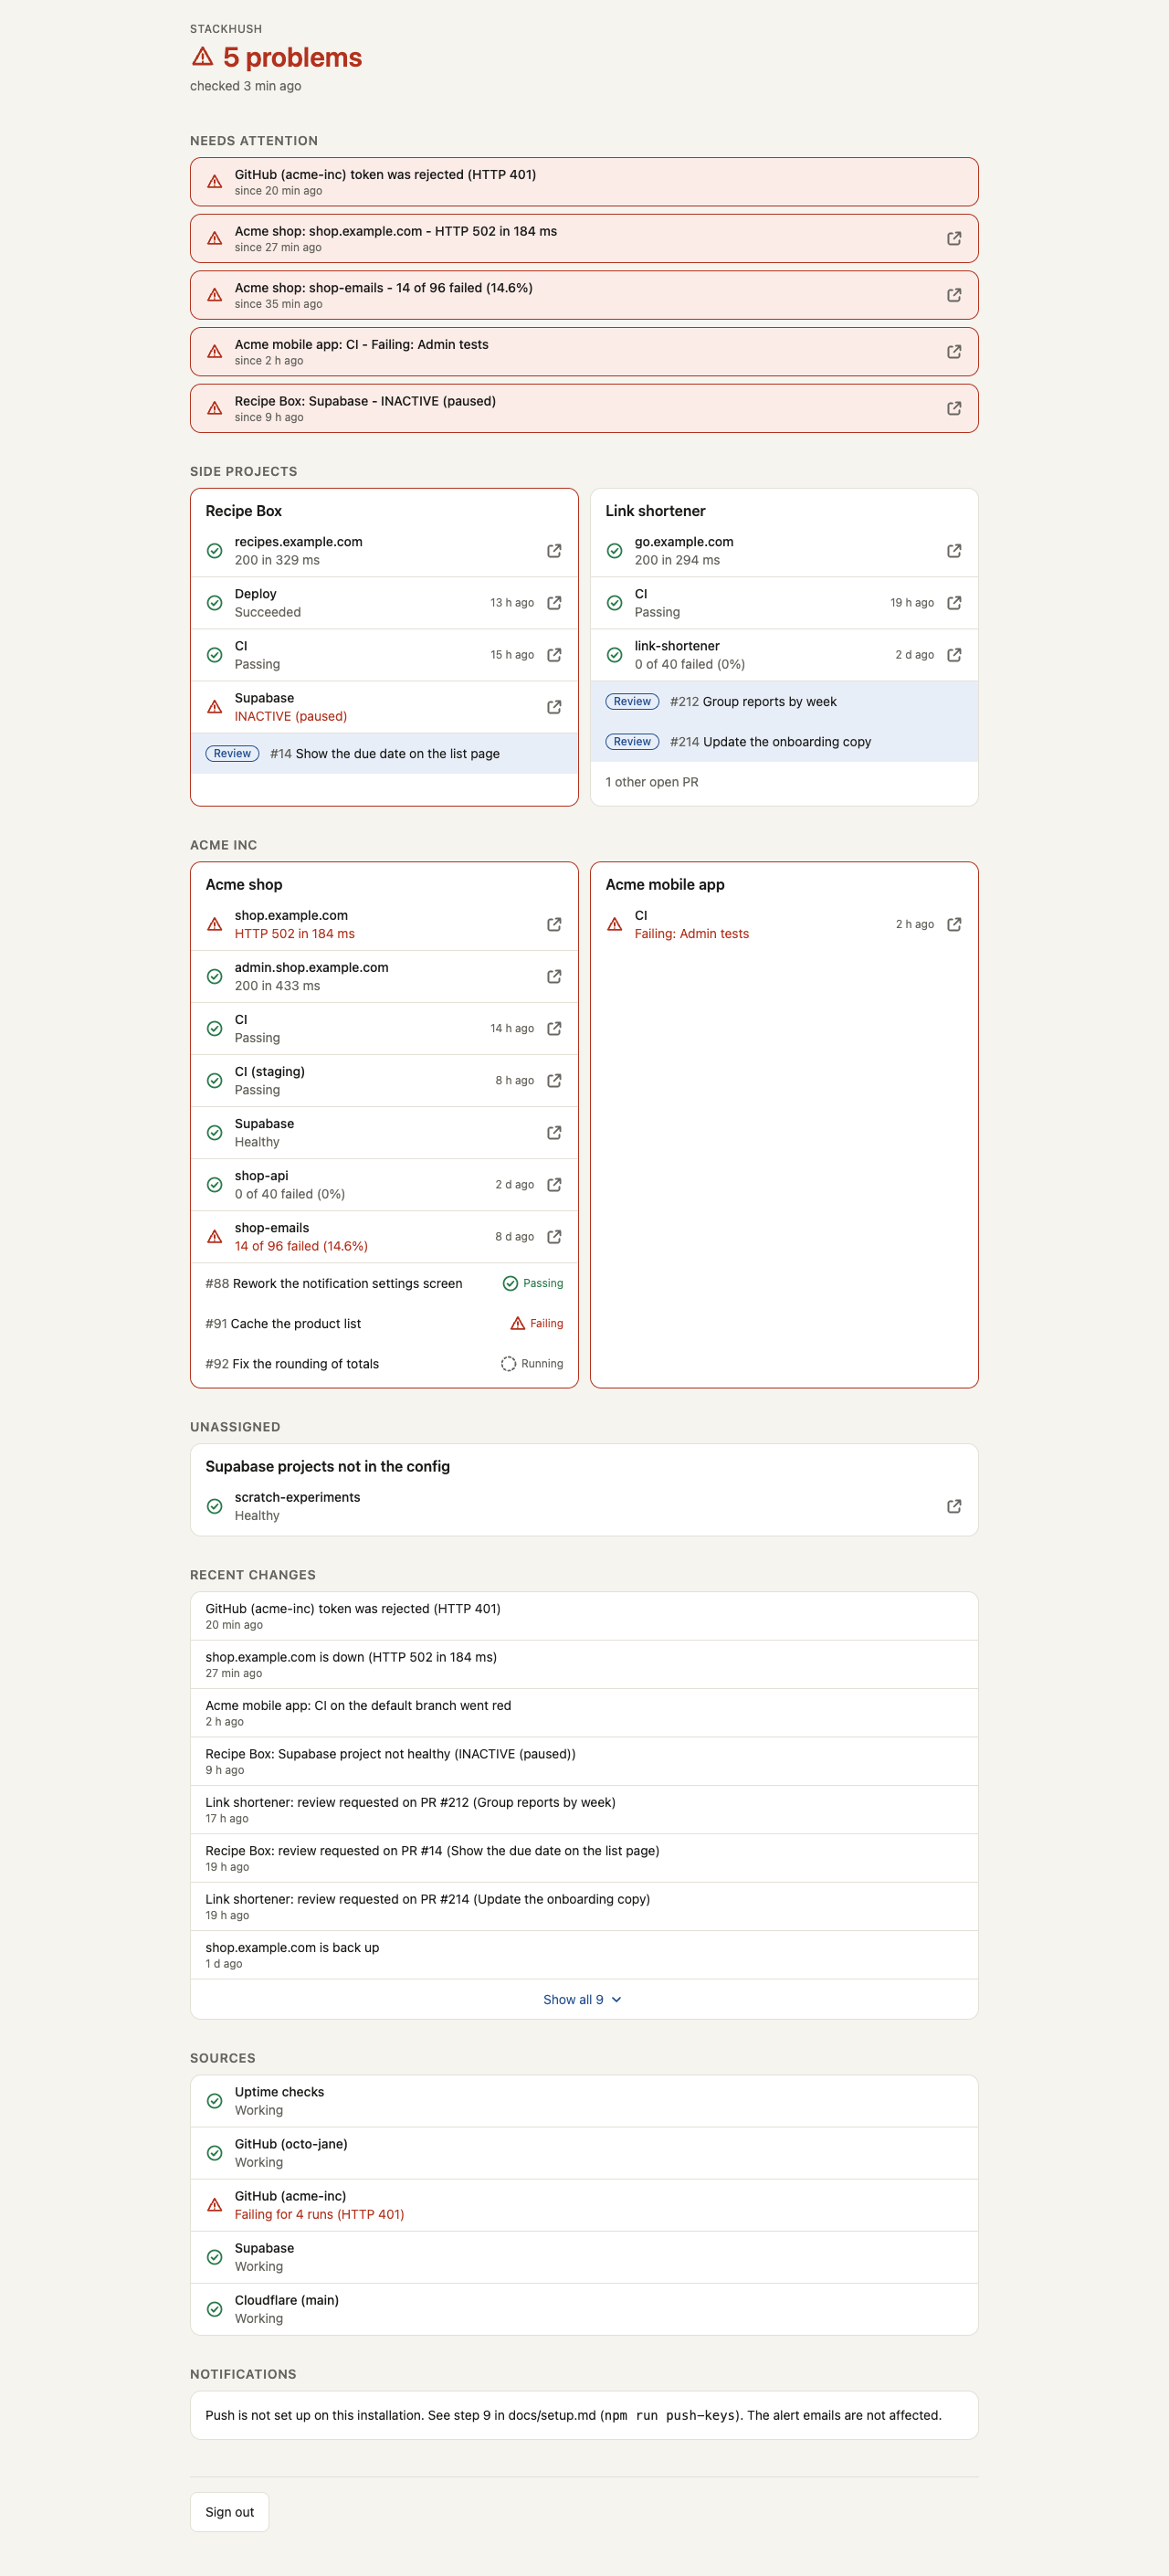 STACKHUSH
5 problems
checked 3 min ago
NEEDS ATTENTION
GitHub (acme-inc) token was rejected (HTTP 401)
since 20 min ago
Acme shop: shop.example.com - HTTP 502 in 184 ms
since 27 min ago
Acme shop: shop-emails - 14 of 96 failed (14.6%)
since 35 min ago
Acme mobile app: CI - Failing: Admin tests
since 2 h ago
Recipe Box: Supabase - INACTIVE (paused)
since 9 h ago
SIDE PROJECTS
Recipe Box
recipes.example.com
200 in 329 ms
Deploy
Succeeded
13 h ago
CI
Passing
15 h ago
Supabase
INACTIVE (paused)
Review #14 Show the due date on the list page
Link shortener
go.example.com
200 in 294 ms
CI
Passing
19 h ago
link-shortener
0 of 40 failed (0%)
2 d ago
Review #212 Group reports by week
Review #214 Update the onboarding copy
1 other open PR
ACME INC
Acme shop
shop.example.com
HTTP 502 in 184 ms
admin.shop.example.com
200 in 433 ms
CI
Passing
14 h ago
CI (staging)
Passing
8 h ago
Supabase
Healthy
shop-api
0 of 40 failed (0%)
2 d ago
shop-emails
14 of 96 failed (14.6%)
8 d ago
#88 Rework the notification settings screen Passing
#91 Cache the product list Failing
#92 Fix the rounding of totals Running
Acme mobile app
CI
Failing: Admin tests
2 h ago
UNASSIGNED
Supabase projects not in the config
scratch-experiments
Healthy
RECENT CHANGES
GitHub (acme-inc) token was rejected (HTTP 401)
20 min ago
shop.example.com is down (HTTP 502 in 184 ms)
27 min ago
Acme mobile app: CI on the default branch went red
2 h ago
Recipe Box: Supabase project not healthy (INACTIVE (paused))
9 h ago
Link shortener: review requested on PR #212 (Group reports by week)
17 h ago
Recipe Box: review requested on PR #14 (Show the due date on the list page)
19 h ago
Link shortener: review requested on PR #214 (Update the onboarding copy)
19 h ago
shop.example.com is back up
1 d ago
Show all 9
SOURCES
Uptime checks
Working
GitHub (octo-jane)
Working
GitHub (acme-inc)
Failing for 4 runs (HTTP 401)
Supabase
Working
Cloudflare (main)
Working
NOTIFICATIONS
Push is not set up on this installation. See step 9 in docs/setup.md (npm run push-keys). The alert emails are not affected.
Sign out